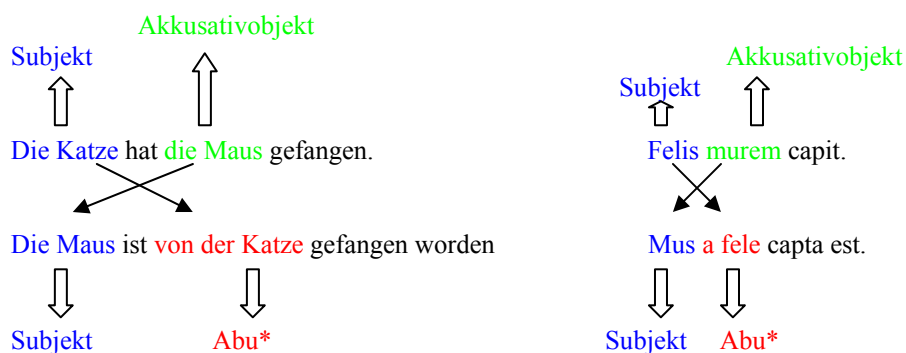 Akkusativobjekt
Subjekt
Akkusativobjekt
Subjekt
Die Katze hat die Maus gefangen.
Felis murem capit.
Die Maus ist von der Katze gefangen worden
Mus a fele capta est.
Subjekt
Abu*
Subjekt
Abu*